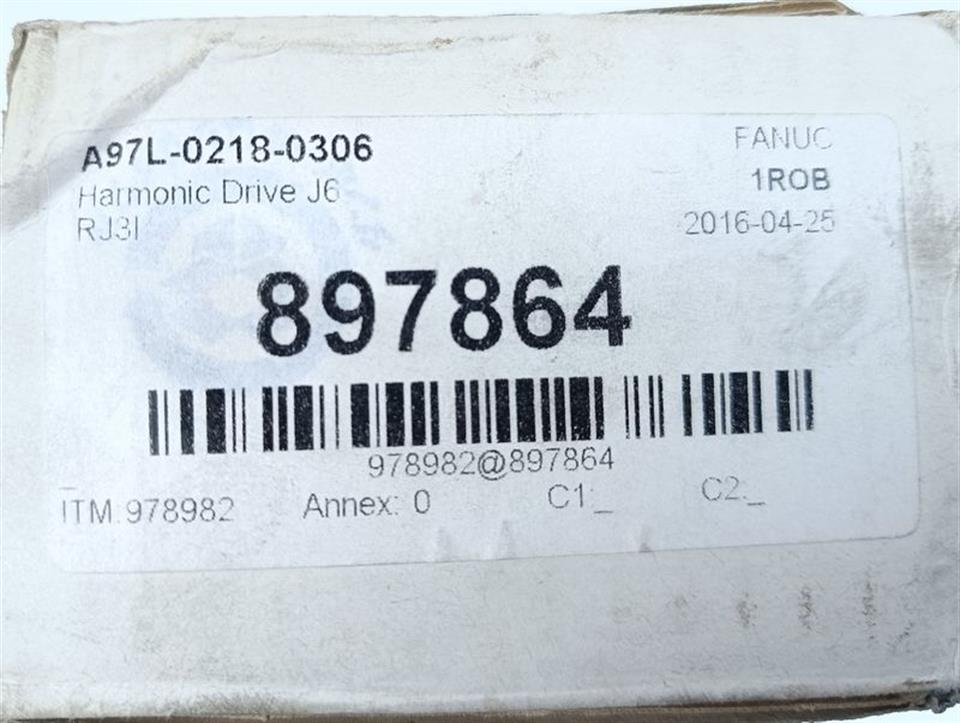 A97L-0218-0306 FANUC
Harmonic Drive J6 1ROB
RJ3I 2016-04-25
897864
978982@897864
ITM:978982 Annex: 0 C1:_ C2:_